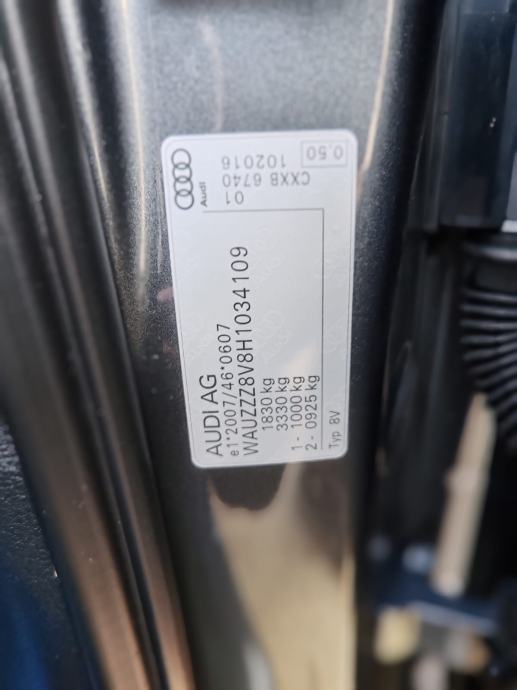 AUDI AG
e1*2007/46*0607
WAUZZZ8V8H1034109
1830 kg
3330 kg
1 - 1000 kg
2 - 0925 kg
Typ 8V
Audi
01
CXXB 6740
102016
0.50